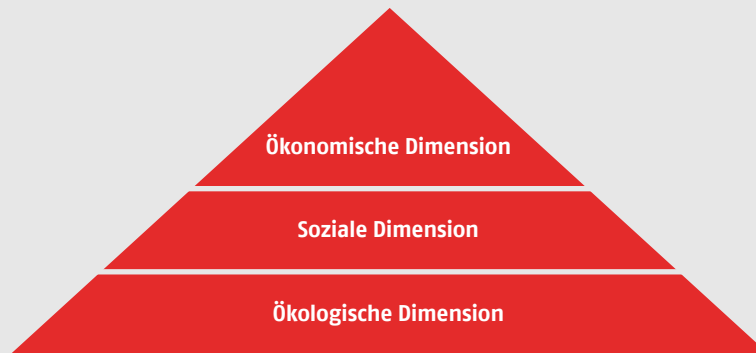 Ökonomische Dimension
Soziale Dimension
Ökologische Dimension